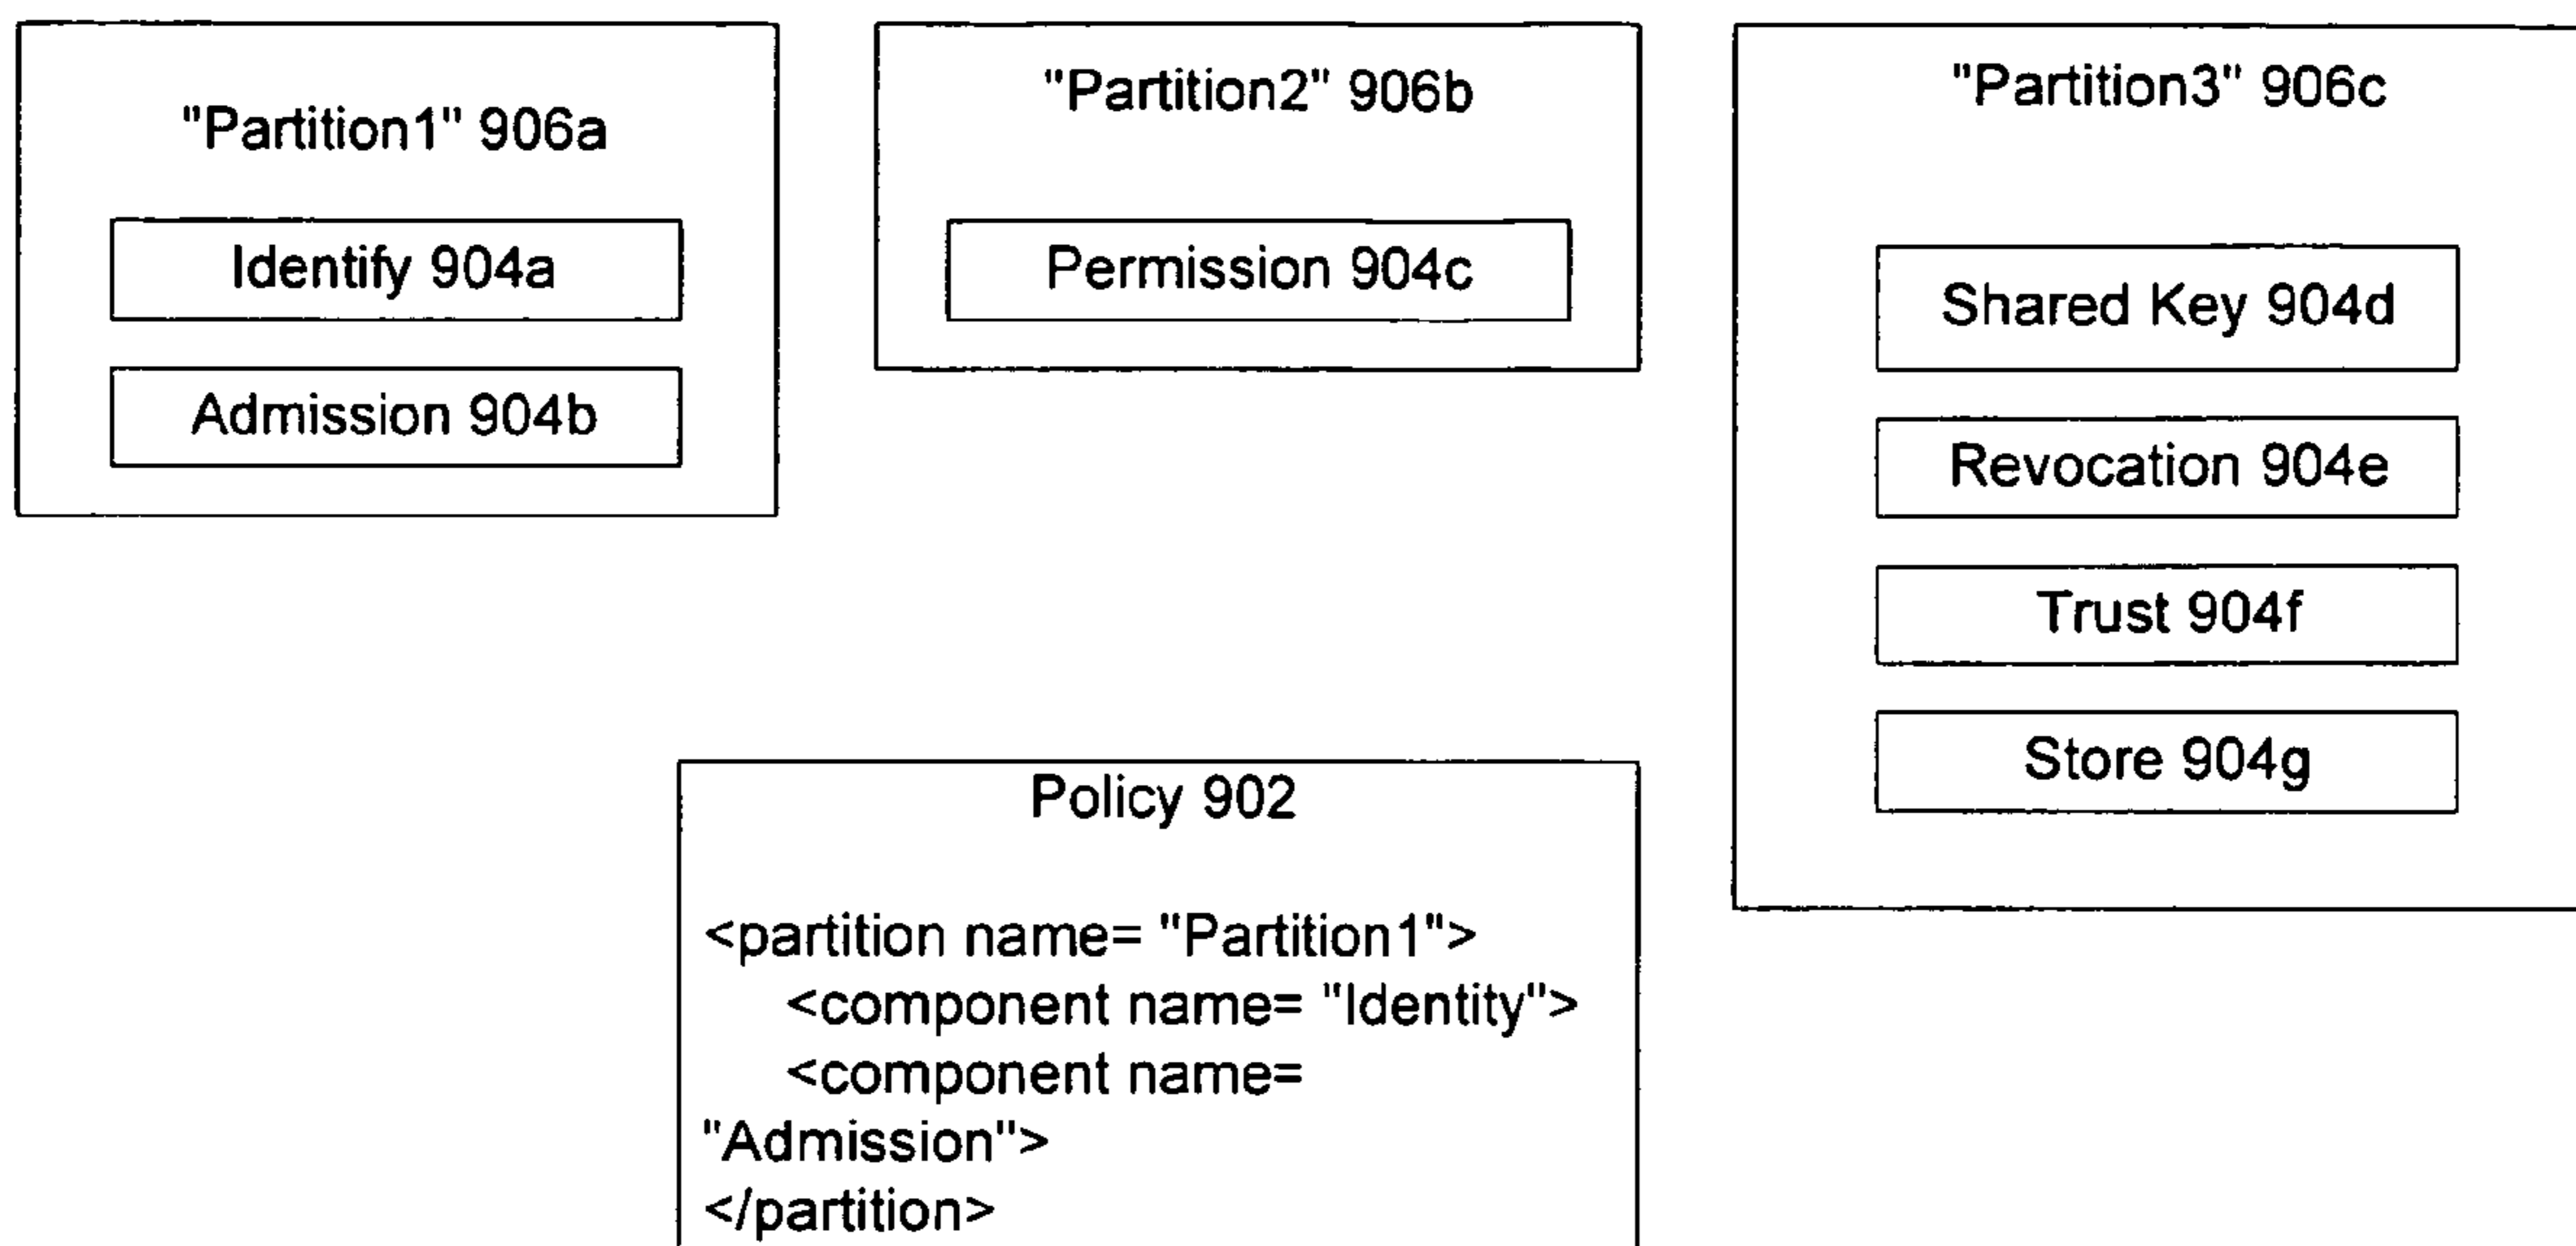 "Partition1" 906a
Identify 904a
Admission 904b
"Partition2" 906b
Permission 904c
"Partition3" 906c
Shared Key 904d
Revocation 904e
Trust 904f
Store 904g
Policy 902
<partition name= "Partition1">
<component name= "Identity">
<component name=
"Admission">
</partition>